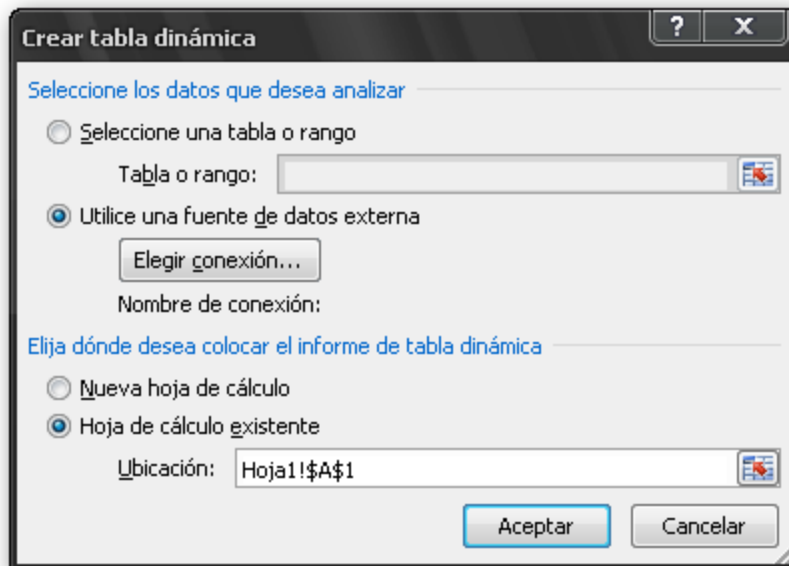 Crear tabla dinámica
? X
Seleccione los datos que desea analizar
Seleccione una tabla o rango
Tabla o rango:
Utilice una fuente de datos externa
Elegir conexión...
Nombre de conexión:
Elija dónde desea colocar el informe de tabla dinámica
Nueva hoja de cálculo
Hoja de cálculo existente
Ubicación: Hoja1!$A$1
Aceptar Cancelar